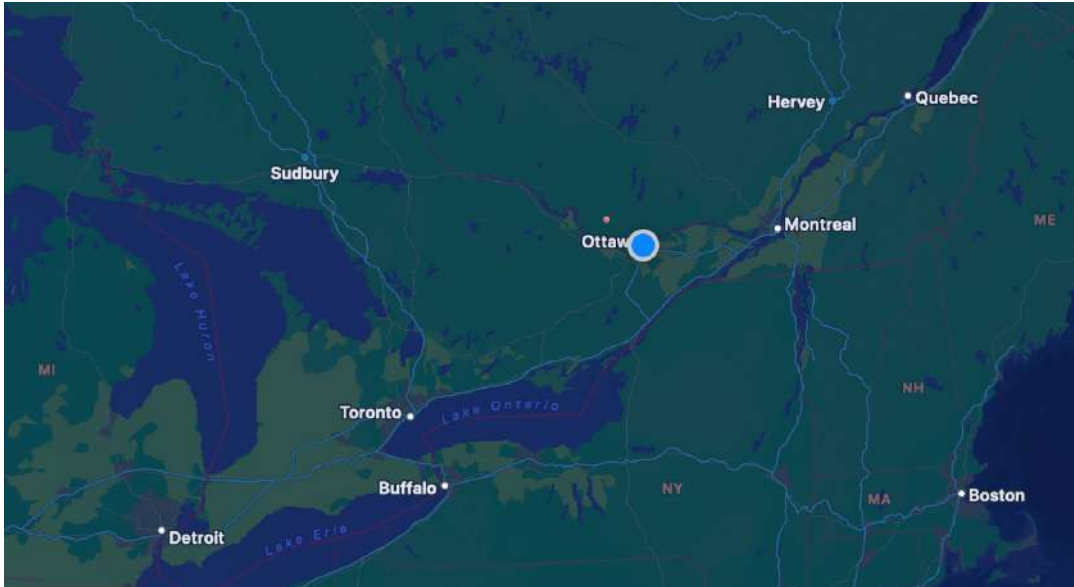 Hervey
Quebec
Sudbury
Montreal
ME
Ottaw
Lake Huron
MI
NH
Toronto
Lake Ontario
Buffalo
NY
MA
Boston
Detroit
Lake Erie